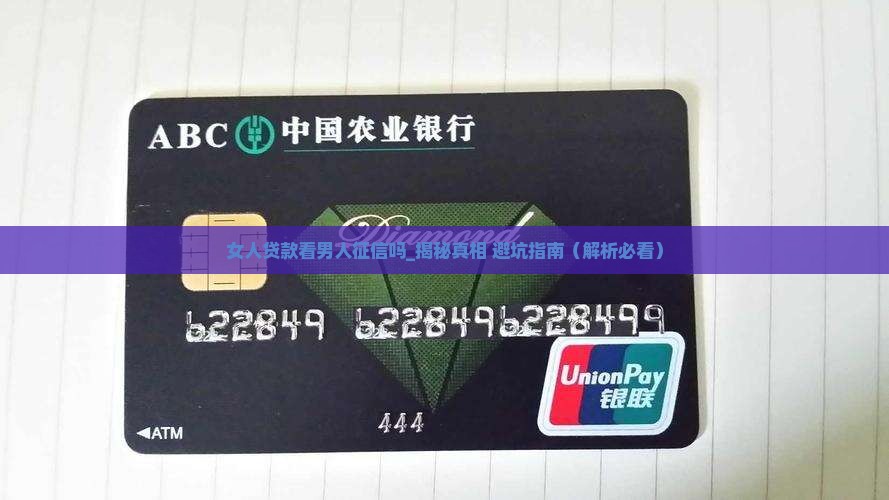 ABC 中国农业银行
Diamond
女人贷款看男人征信吗_揭秘真相 避坑指南（解析必看）
622849 6228496228499
UnionPay
银联
444
◀ATM